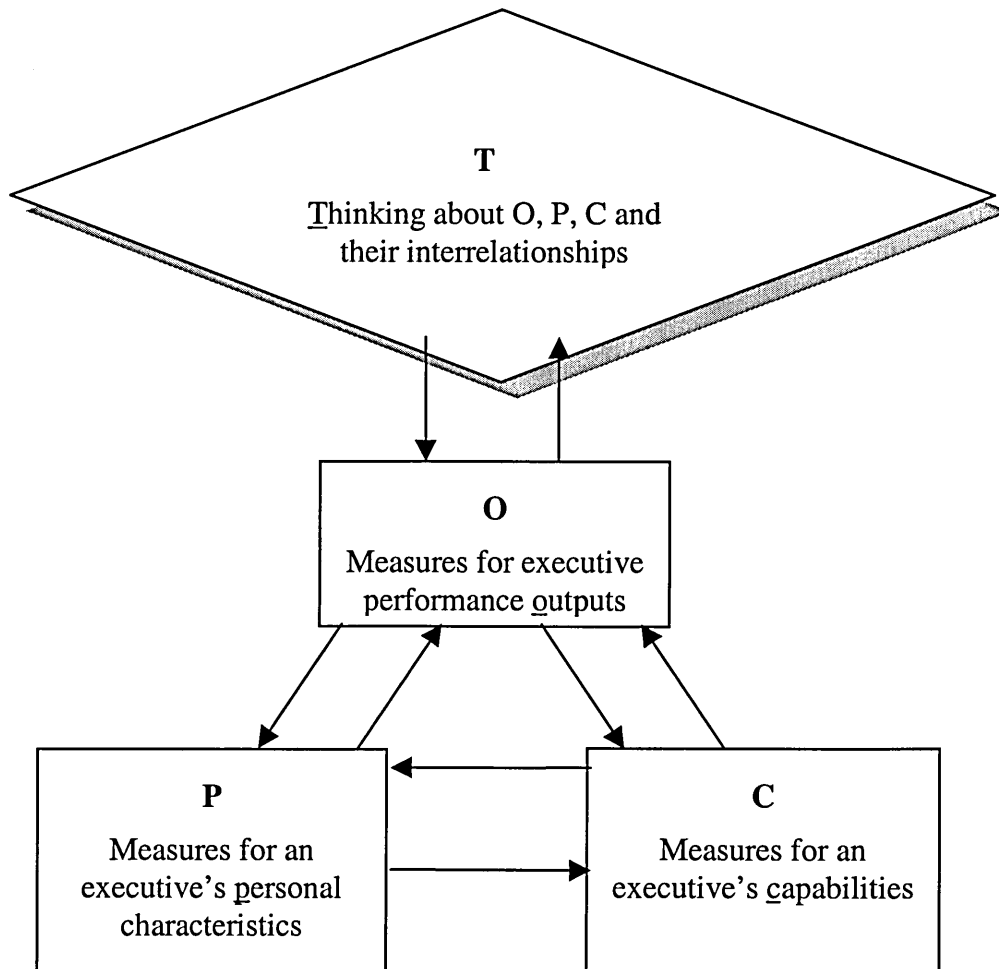 T
Thinking about O, P, C and
their interrelationships
O
Measures for executive
performance outputs
P
Measures for an
executive's personal
characteristics
C
Measures for an
executive's capabilities